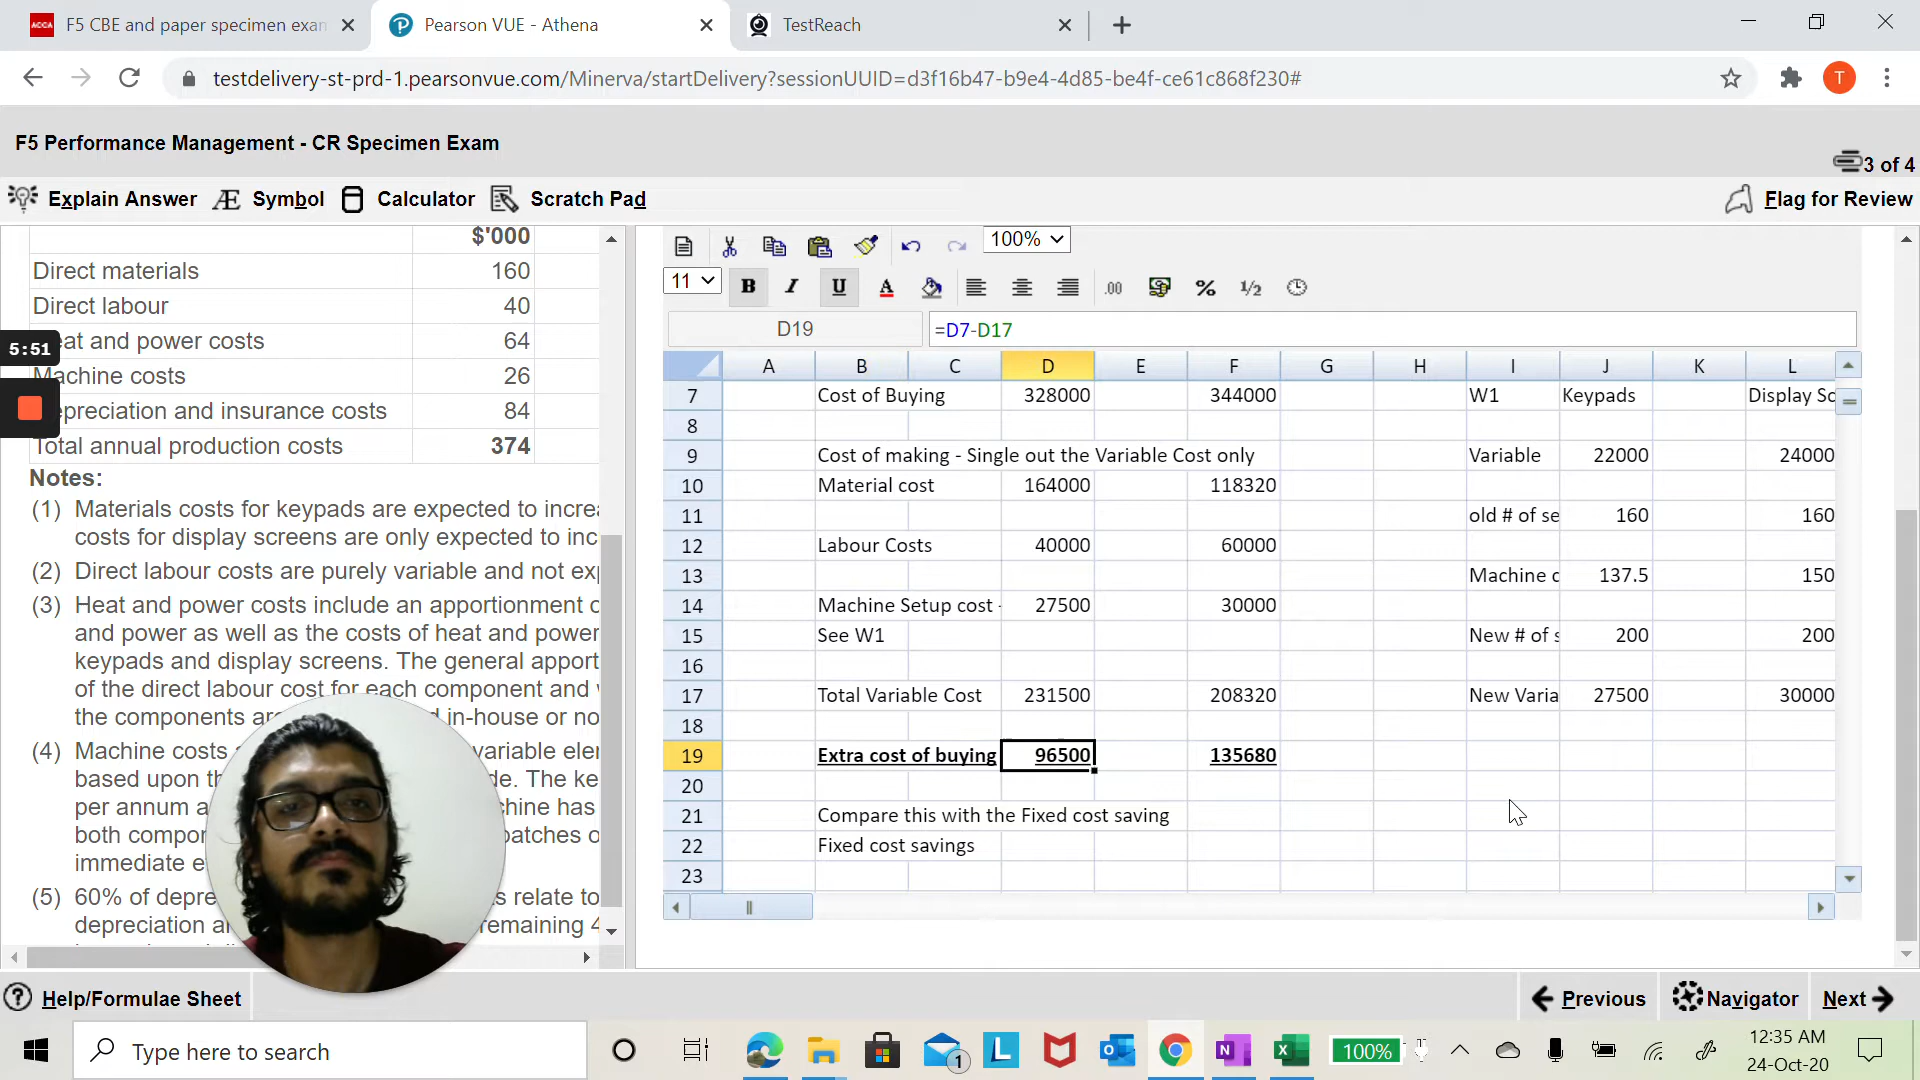 F5 CBE and paper specimen exam
Pearson VUE - Athena
TestReach
testdelivery-st-prd-1.pearsonvue.com/Minerva/startDelivery?sessionUUID=d3f16b47-b9e4-4d85-be4f-ce61c868f230#
T
F5 Performance Management - CR Specimen Exam
3 of 4
Explain Answer
Symbol
Calculator
Scratch Pad
Flag for Review
$'000
Direct materials 160
Direct labour 40
eat and power costs 64
Machine costs 26
epreciation and insurance costs 84
Total annual production costs 374
5:51
Notes:
(1) Materials costs for keypads are expected to increa
costs for display screens are only expected to inc
(2) Direct labour costs are purely variable and not exp
(3) Heat and power costs include an apportionment o
and power as well as the costs of heat and power
keypads and display screens. The general apport
of the direct labour cost for each component and
the components are in-house or no
(4) Machine costs variable eler
based upon th de. The ke
per annum a chine has
both compor patches o
immediate e
(5) 60% of depre s relate to
depreciation a remaining 4
100%
11
B I U A .00 % 1/2
D19 =D7-D17
A B C D E F G H I J K L
7 Cost of Buying 328000 344000 W1 Keypads Display Sc
8
9 Cost of making - Single out the Variable Cost only Variable 22000 24000
10 Material cost 164000 118320
11 old # of se 160 160
12 Labour Costs 40000 60000
13 Machine c 137.5 150
14 Machine Setup cost - 27500 30000
15 See W1 New # of s 200 200
16
17 Total Variable Cost 231500 208320 New Varia 27500 30000
18
19 Extra cost of buying 96500 135680
20
21 Compare this with the Fixed cost saving
22 Fixed cost savings
23
Help/Formulae Sheet
Previous
Navigator
Next
Type here to search
1
100%
12:35 AM
24-Oct-20